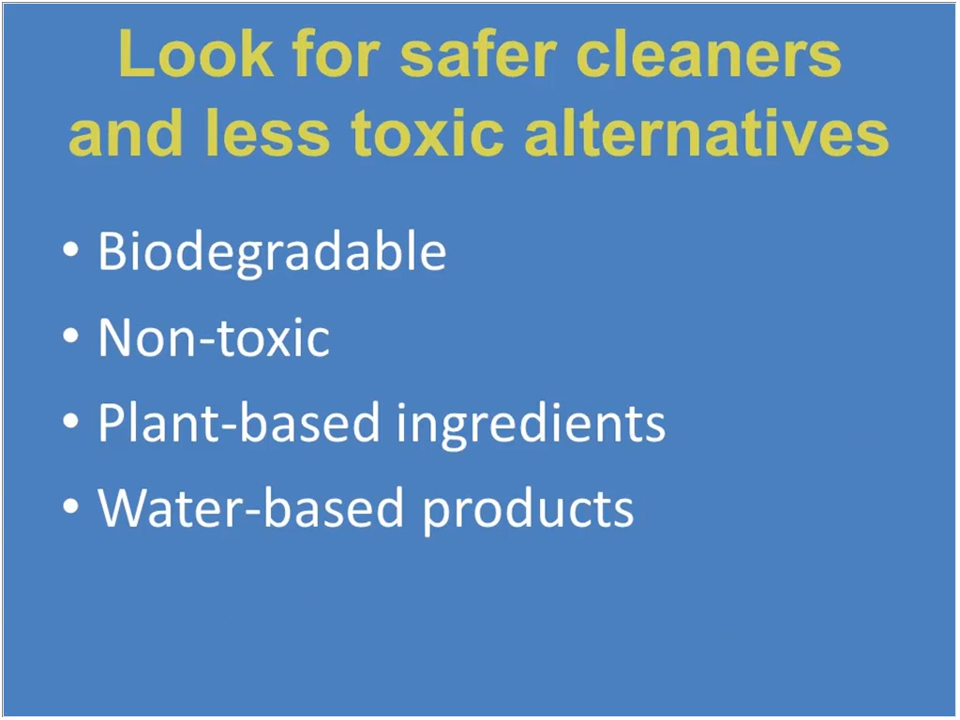 Look for safer cleaners
and less toxic alternatives
• Biodegradable
• Non-toxic
• Plant-based ingredients
• Water-based products